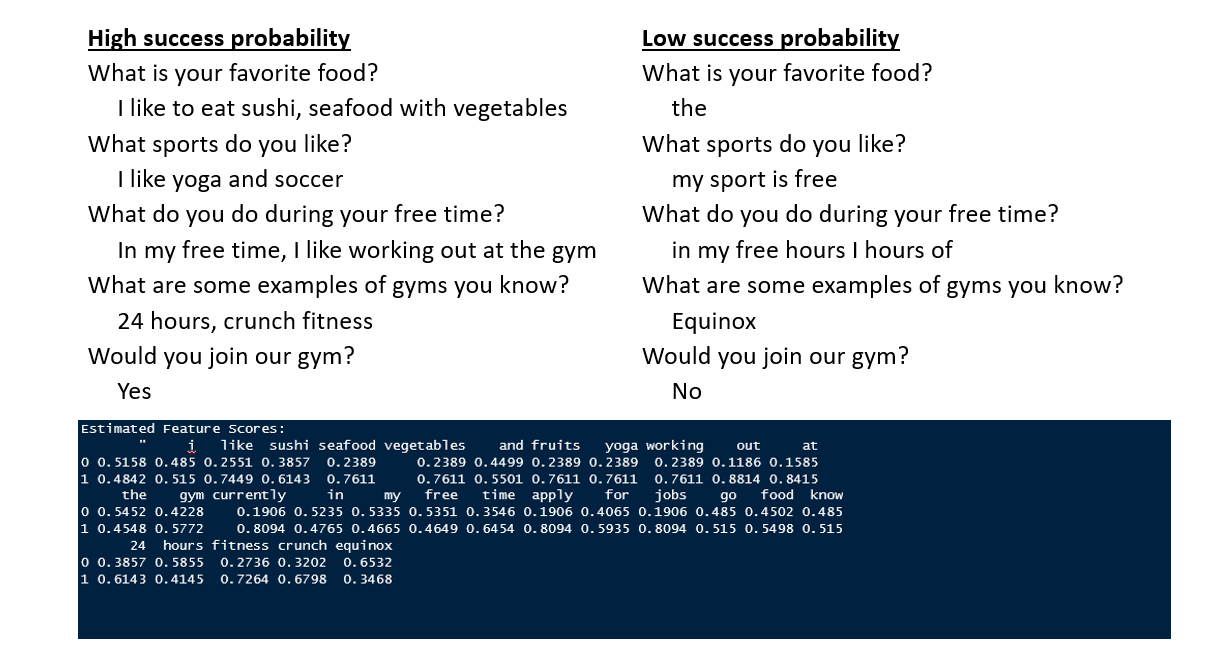 High success probability
What is your favorite food?
I like to eat sushi, seafood with vegetables
What sports do you like?
I like yoga and soccer
What do you do during your free time?
In my free time, I like working out at the gym
What are some examples of gyms you know?
24 hours, crunch fitness
Would you join our gym?
Yes
Low success probability
What is your favorite food?
the
What sports do you like?
my sport is free
What do you do during your free time?
in my free hours I hours of
What are some examples of gyms you know?
Equinox
Would you join our gym?
No
Estimated Feature Scores:
" i like sushi seafood vegetables and fruits yoga working out at
0 0.5158 0.485 0.2551 0.3857 0.2389 0.2389 0.4499 0.2389 0.2389 0.2389 0.1186 0.1585
1 0.4842 0.515 0.7449 0.6143 0.7611 0.7611 0.5501 0.7611 0.7611 0.7611 0.8814 0.8415
the gym currently in my free time apply for jobs go food know
0 0.5452 0.4228 0.1906 0.5235 0.5335 0.5351 0.3546 0.1906 0.4065 0.1906 0.485 0.4502 0.485
1 0.4548 0.5772 0.8094 0.4765 0.4665 0.4649 0.6454 0.8094 0.5935 0.8094 0.515 0.5498 0.515
24 hours fitness crunch equinox
0 0.3857 0.5855 0.2736 0.3202 0.6532
1 0.6143 0.4145 0.7264 0.6798 0.3468